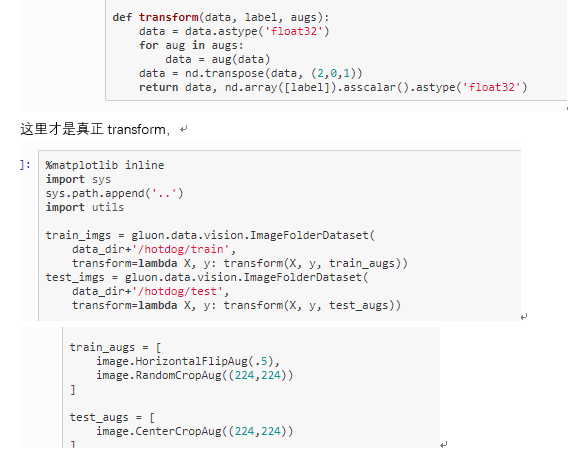 def transform(data, label, augs):
    data = data.astype('float32')
    for aug in augs:
        data = aug(data)
    data = nd.transpose(data, (2,0,1))
    return data, nd.array([label]).asscalar().astype('float32')
这里才是真正 transform,
]: %matplotlib inline
import sys
sys.path.append('..')
import utils
train_imgs = gluon.data.vision.ImageFolderDataset(
    data_dir+'/hotdog/train',
    transform=lambda X, y: transform(X, y, train_augs))
test_imgs = gluon.data.vision.ImageFolderDataset(
    data_dir+'/hotdog/test',
    transform=lambda X, y: transform(X, y, test_augs))
train_augs = [
    image.HorizontalFlipAug(.5),
    image.RandomCropAug((224,224))
]
test_augs = [
    image.CenterCropAug((224,224))
]